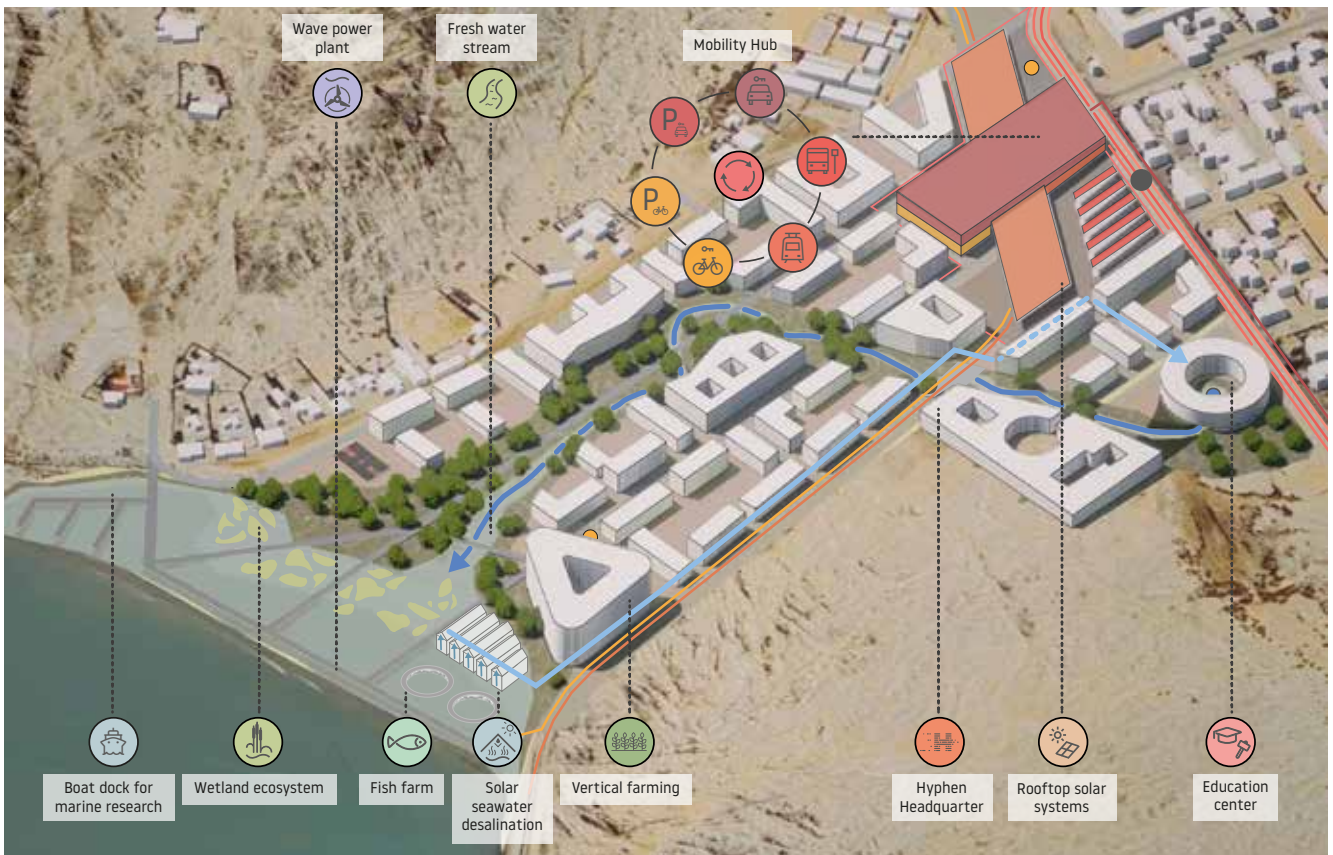 Wave power
plant
Fresh water
stream
Mobility Hub
P
P
Boat dock for
marine research
Wetland ecosystem
Fish farm
Solar
seawater
desalination
Vertical farming
H
Hyphen
Headquarter
Rooftop solar
systems
Education
center